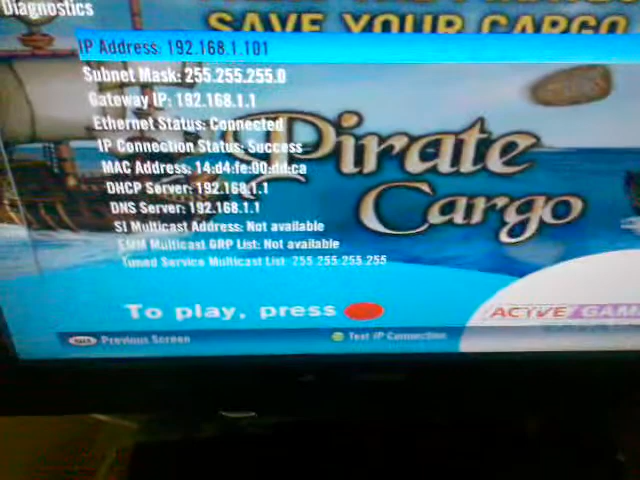 Diagnostics
SAVE YOUR CARGO
IP Address: 192.168.1.101
Subnet Mask: 255.255.255.0
Gateway IP: 192.168.1.1
Ethernet Status: Connected
IP Connection Status: Success
MAC Address: 14:d4:fe:00:dd:ca
DHCP Server: 192.168.1.1
DNS Server: 192.168.1.1
SI Multicast Address: Not available
Multicast GRP List: Not available
Tuned Service Multicast List: 255.255.255.255
Pirate
Cargo
To play, press
ACTVE GAM
Previous Screen
Test IP Connection